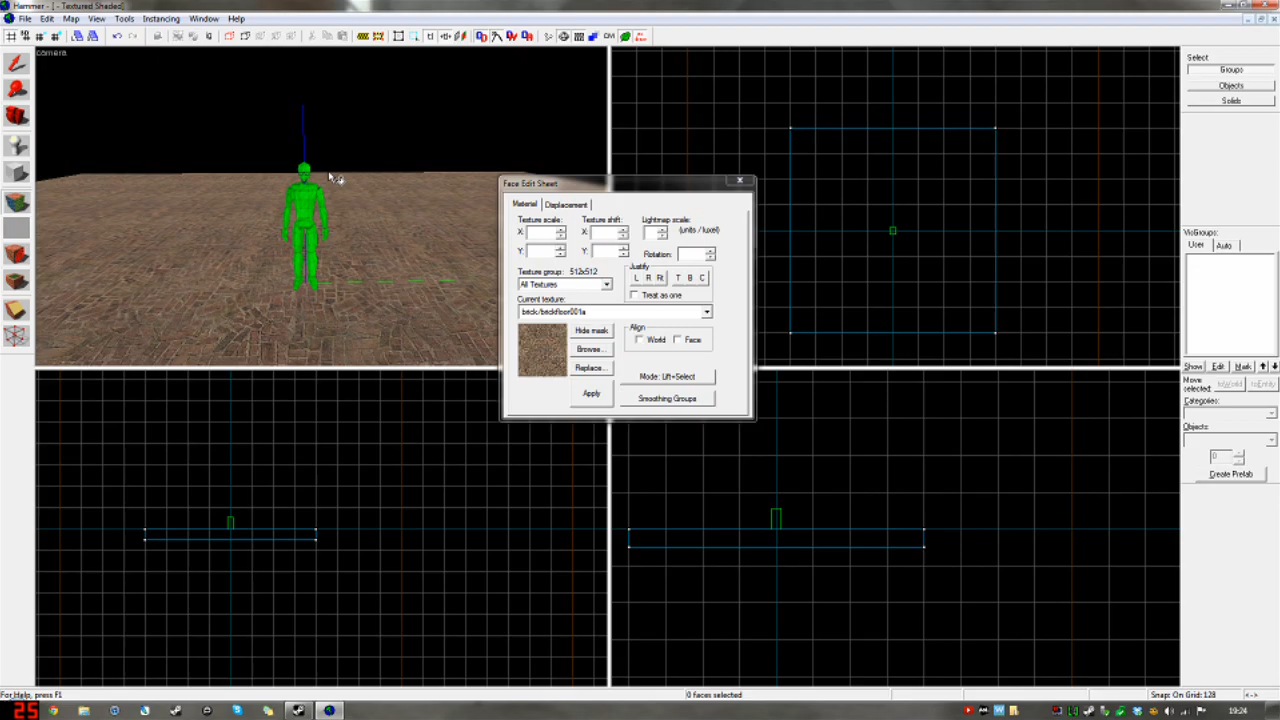 Hammer - [ - Textured Shaded]
File Edit Map View Tools Instancing Window Help
camera
Select:
Groups
Objects
Solids
Face Edit Sheet
Material Displacement
Texture scale: Texture shift: Lightmap scale:
X: X: (units / luxel)
Y: Y: Rotation:
Texture group: 512x512 Justify
All Textures L R Fit T B C
Current texture: Treat as one
brick/brickfloor001a
Hide mask Align
Browse... World Face
Replace...
Mode: Lift+Select
Apply
Smoothing Groups
VisGroups:
User Auto
Show Edit Mark
Move
selected: toWorld toEntity
Categories:
Objects:
0
Create Prefab
For Help, press F1 0 faces selected Snap: On Grid: 128 <->
25 19:24